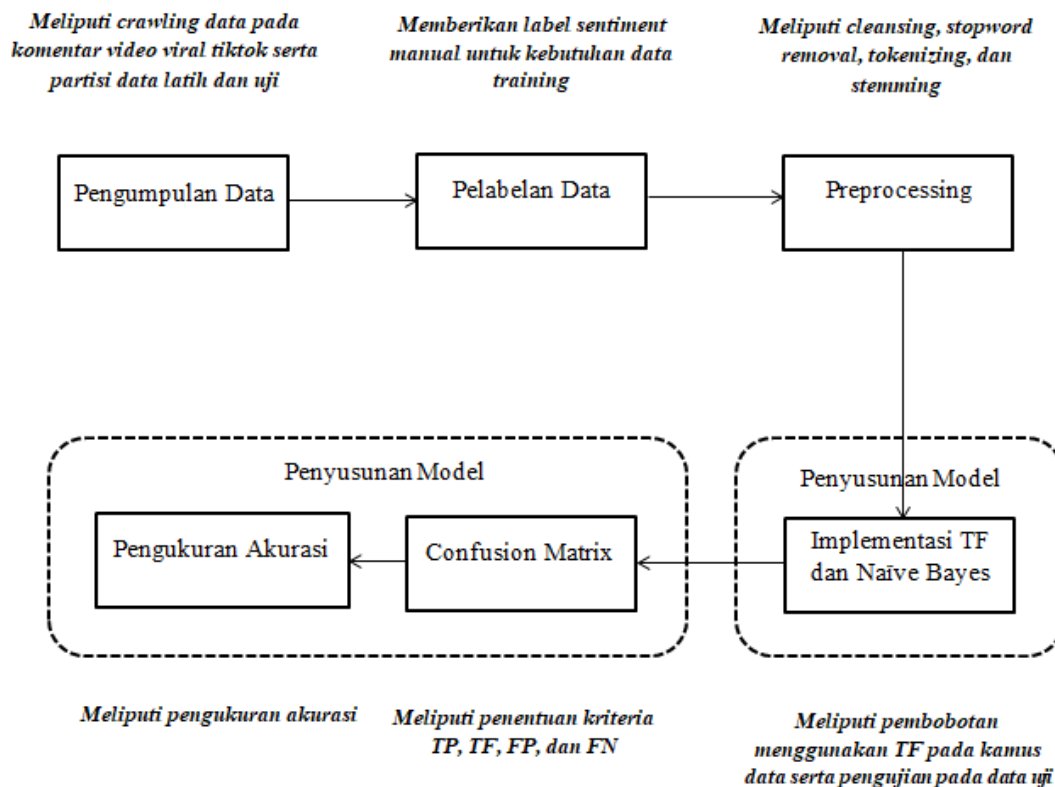 Meliputi crawling data pada
komentar video viral tiktok serta
partisi data latih dan uji
Memberikan label sentiment
manual untuk kebutuhan data
training
Meliputi cleansing, stopword
removal, tokenizing, dan
stemming
Pengumpulan Data
Pelabelan Data
Preprocessing
Penyusunan Model
Pengukuran Akurasi
Confusion Matrix
Penyusunan Model
Implementasi TF
dan Naïve Bayes
Meliputi pengukuran akurasi
Meliputi penentuan kriteria
TP, TF, FP, dan FN
Meliputi pembobotan
menggunakan TF pada kamus
data serta pengujian pada data uji